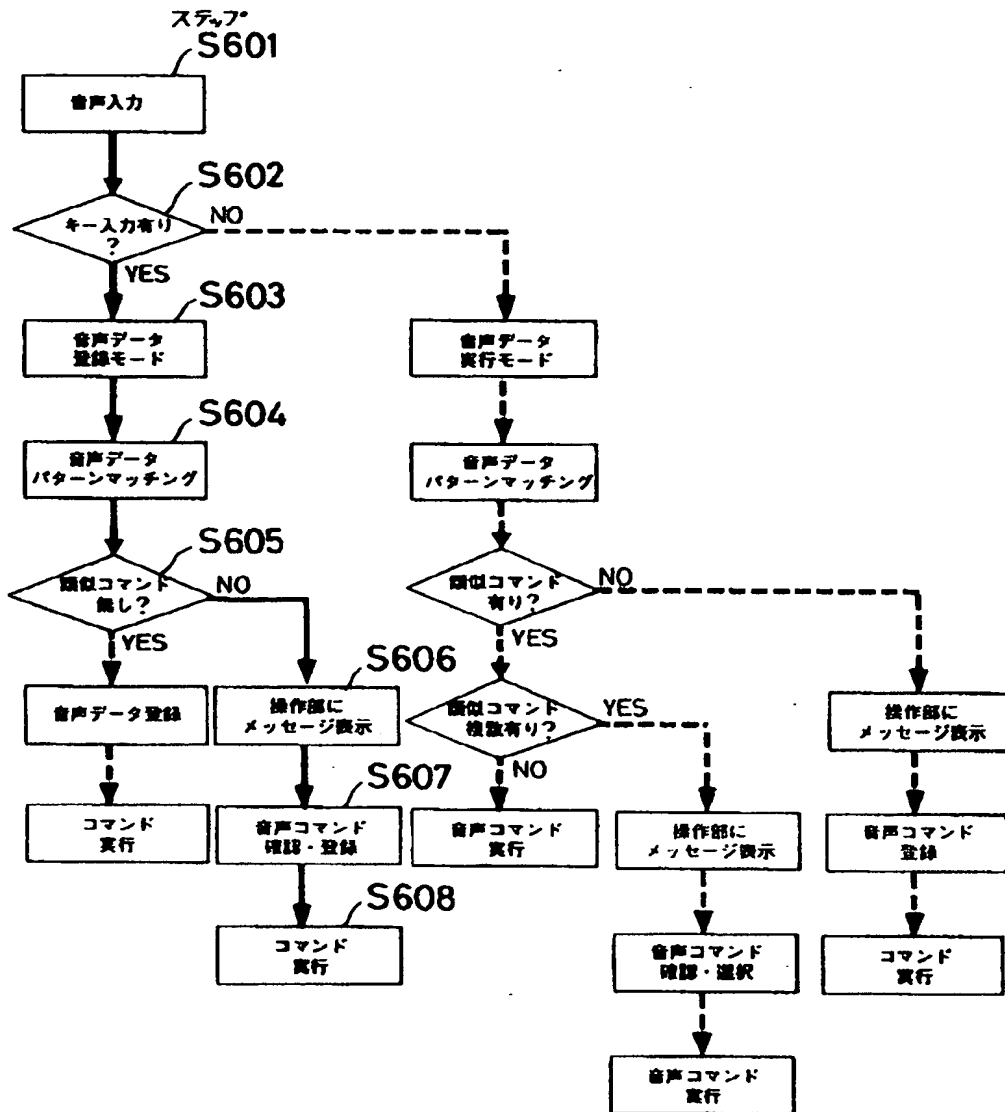 ステップ
S601
音声入力
S602
キー入力有り
?
NO
YES
S603
音声データ
登録モード
音声データ
実行モード
S604
音声データ
パターンマッチング
音声データ
パターンマッチング
S605
類似コマンド
無し?
NO
YES
類似コマンド
有り?
NO
YES
音声データ登録
S606
操作部に
メッセージ表示
類似コマンド
複数有り?
YES
NO
操作部に
メッセージ表示
コマンド
実行
S607
音声コマンド
確認・登録
音声コマンド
実行
操作部に
メッセージ表示
音声コマンド
登録
S608
コマンド
実行
音声コマンド
確認・選択
コマンド
実行
音声コマンド
実行